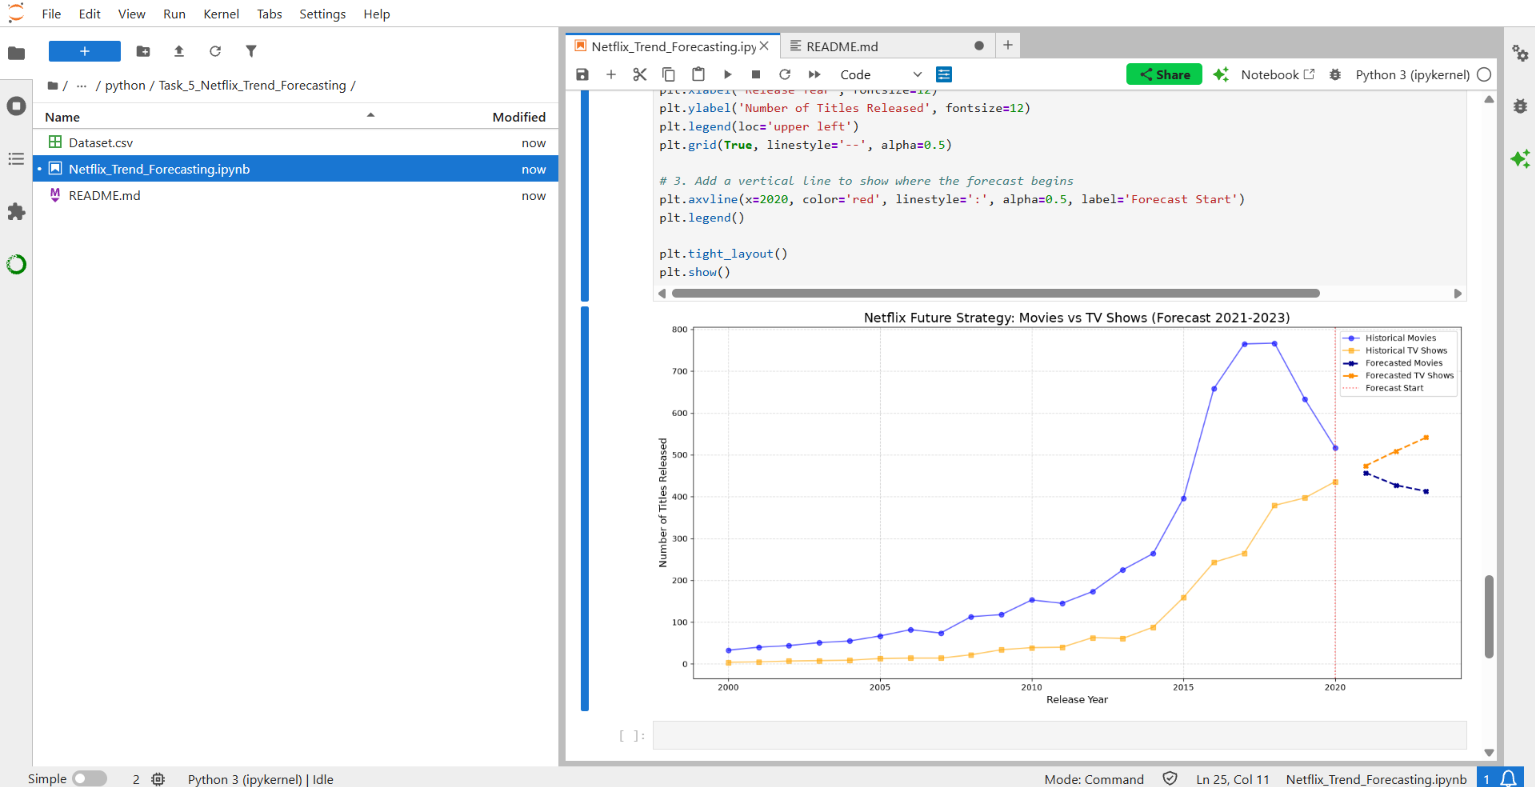 File Edit View Run Kernel Tabs Settings Help
+
/ ... / python / Task_5_Netflix_Trend_Forecasting /
Name Modified
Dataset.csv now
Netflix_Trend_Forecasting.ipynb now
README.md now
Netflix_Trend_Forecasting.ipy
README.md
Code
Share
Notebook
Python 3 (ipykernel)
plt.xlabel('Release Year', fontsize=12)
plt.ylabel('Number of Titles Released', fontsize=12)
plt.legend(loc='upper left')
plt.grid(True, linestyle='--', alpha=0.5)
# 3. Add a vertical line to show where the forecast begins
plt.axvline(x=2020, color='red', linestyle=':', alpha=0.5, label='Forecast Start')
plt.legend()
plt.tight_layout()
plt.show()
Netflix Future Strategy: Movies vs TV Shows (Forecast 2021-2023)
Historical Movies
Historical TV Shows
Forecasted Movies
Forecasted TV Shows
Forecast Start
Number of Titles Released
800
700
600
500
400
300
200
100
0
2000 2005 2010 2015 2020
Release Year
[ ]:
Simple 2 Python 3 (ipykernel) | Idle Mode: Command Ln 25, Col 11 Netflix_Trend_Forecasting.ipynb 1